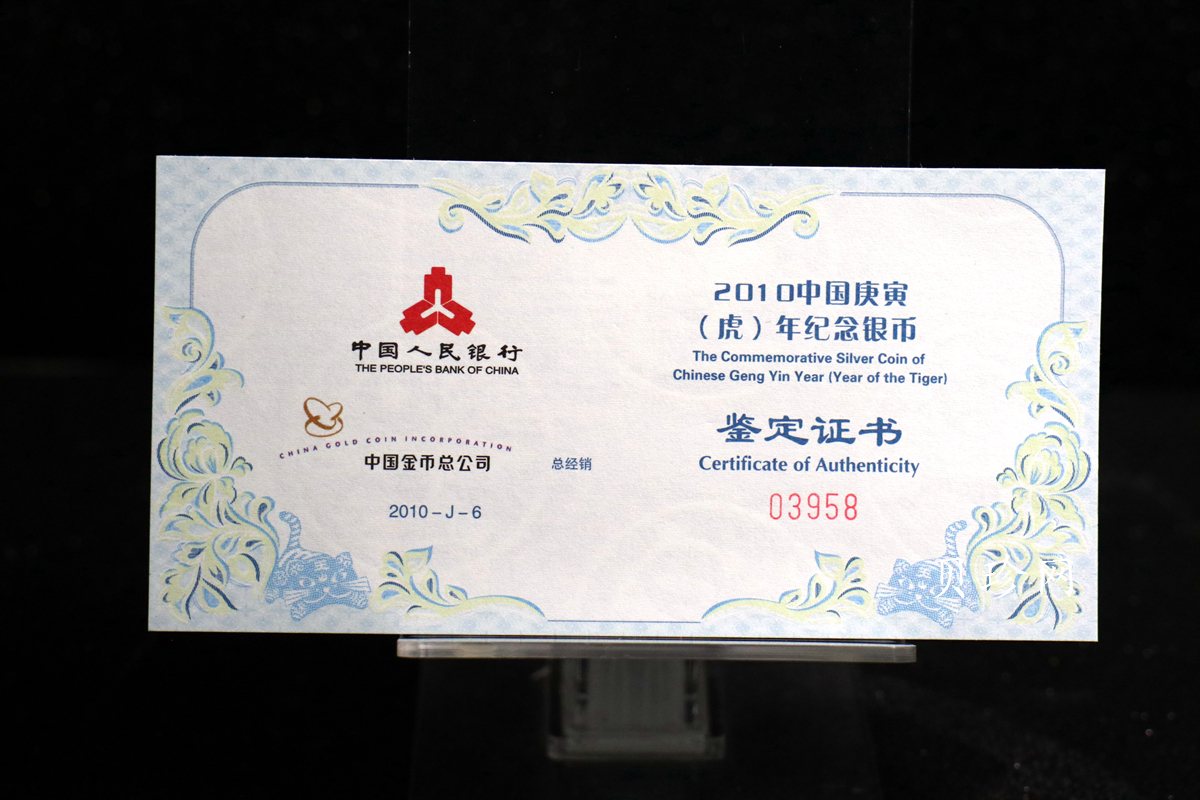 中国人民银行
THE PEOPLE'S BANK OF CHINA
CHINA GOLD COIN INCORPORATION
中国金币总公司
总经销
2010-J-6
2010中国庚寅
（虎）年纪念银币
The Commemorative Silver Coin of
Chinese Geng Yin Year (Year of the Tiger)
鉴定证书
Certificate of Authenticity
03958